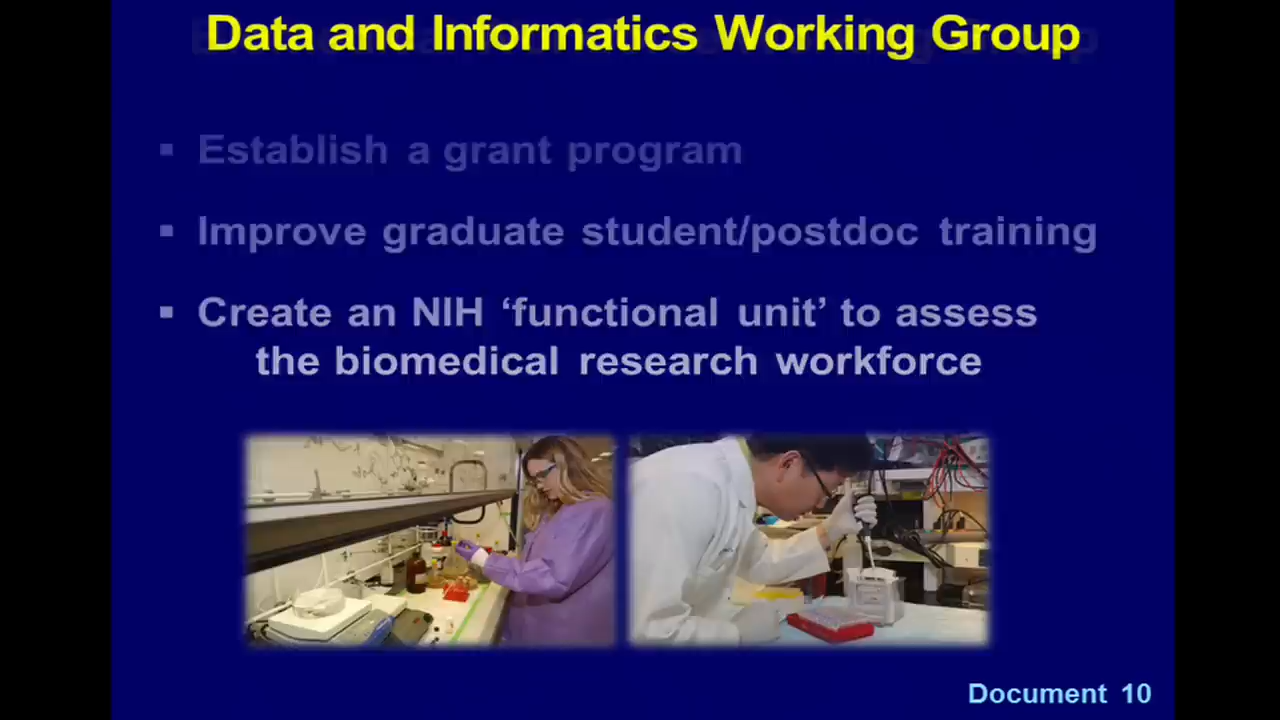 Data and Informatics Working Group
▪ Establish a grant program
▪ Improve graduate student/postdoc training
▪ Create an NIH ‘functional unit’ to assess
the biomedical research workforce
Document 10